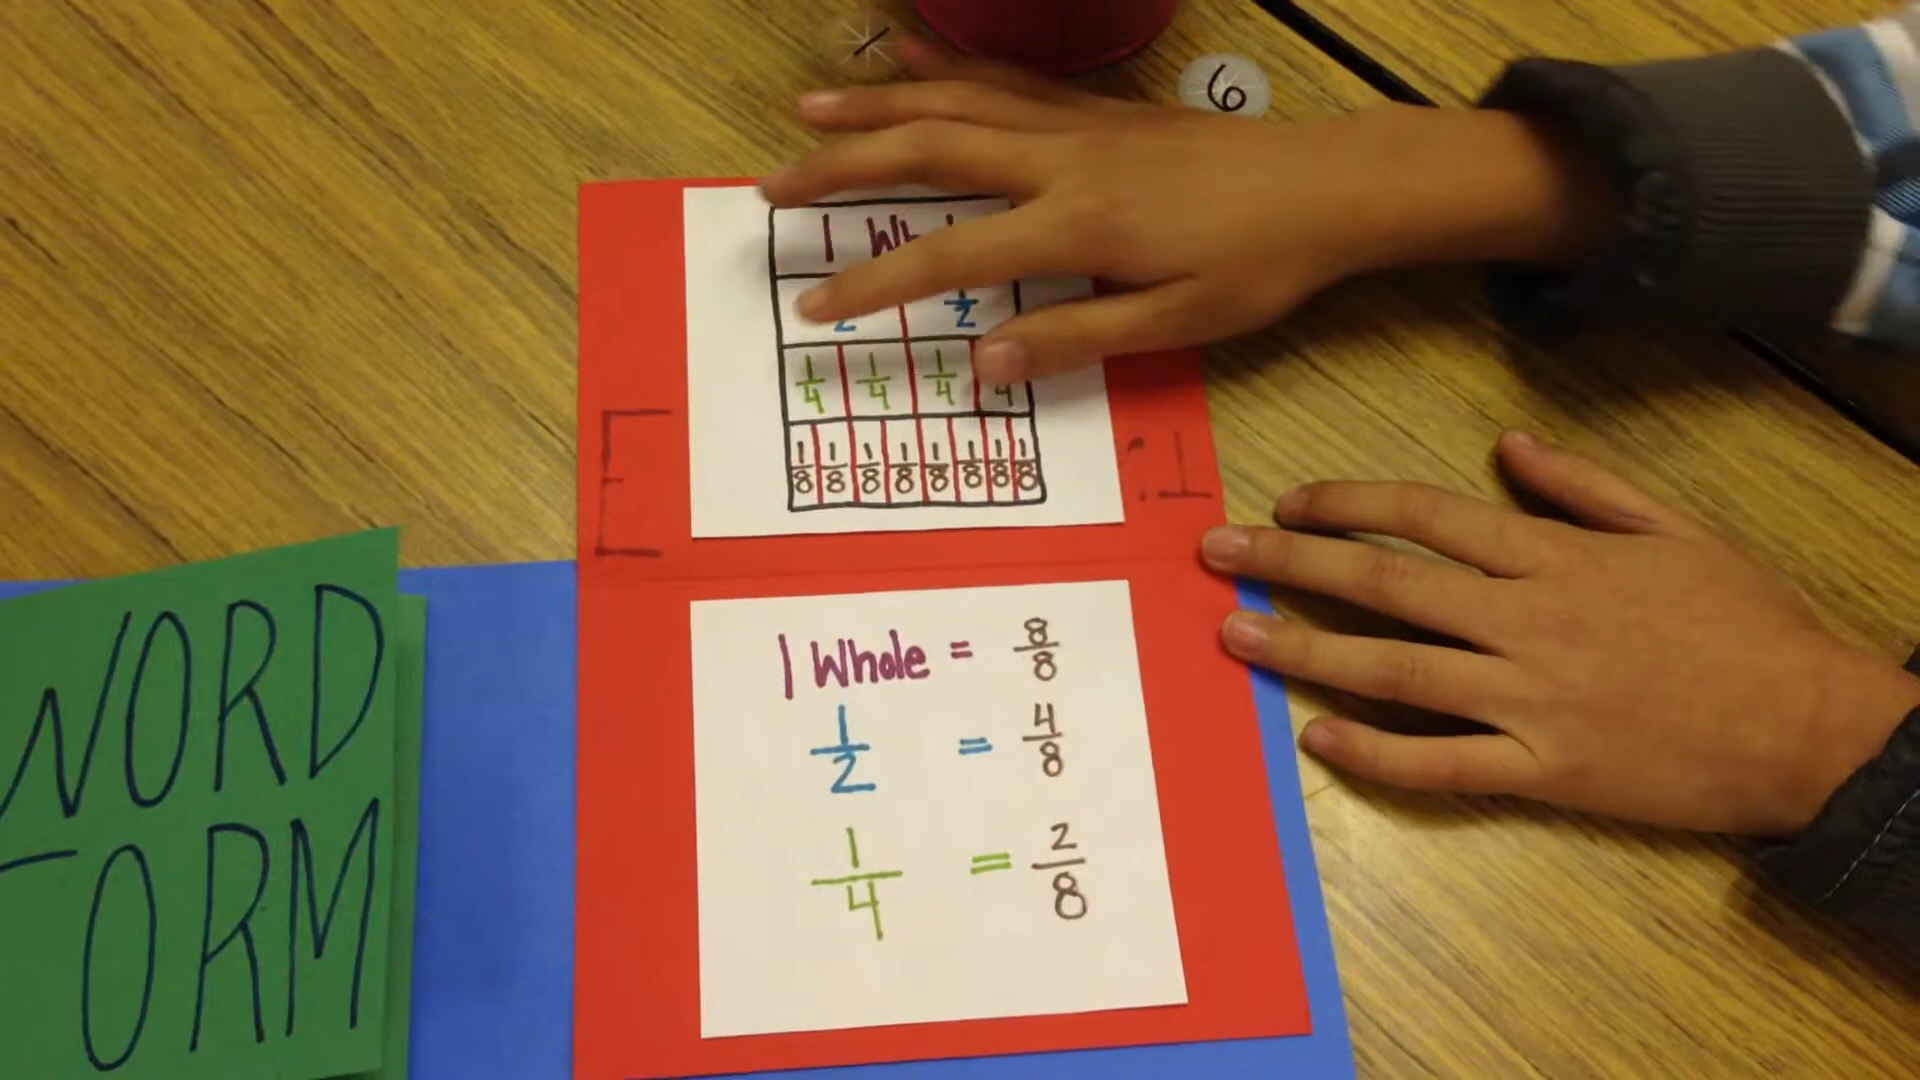 1
6
1
1/2
1/4 1/4 1/4
1/8 1/8 1/8 1/8 1/8 1/8 1/8 1/8
1 Whole = 8/8
1/2 = 4/8
1/4 = 2/8
WORD
ORM